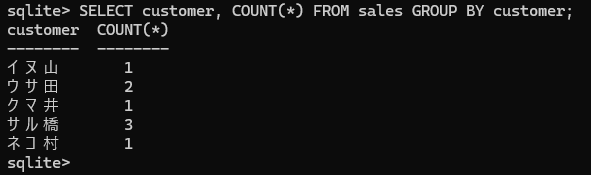 sqlite> SELECT customer, COUNT(*) FROM sales GROUP BY customer;
customer  COUNT(*)
--------  --------
イヌ山       1
ウサ田       2
クマ井       1
サル橋       3
ネコ村       1
sqlite>